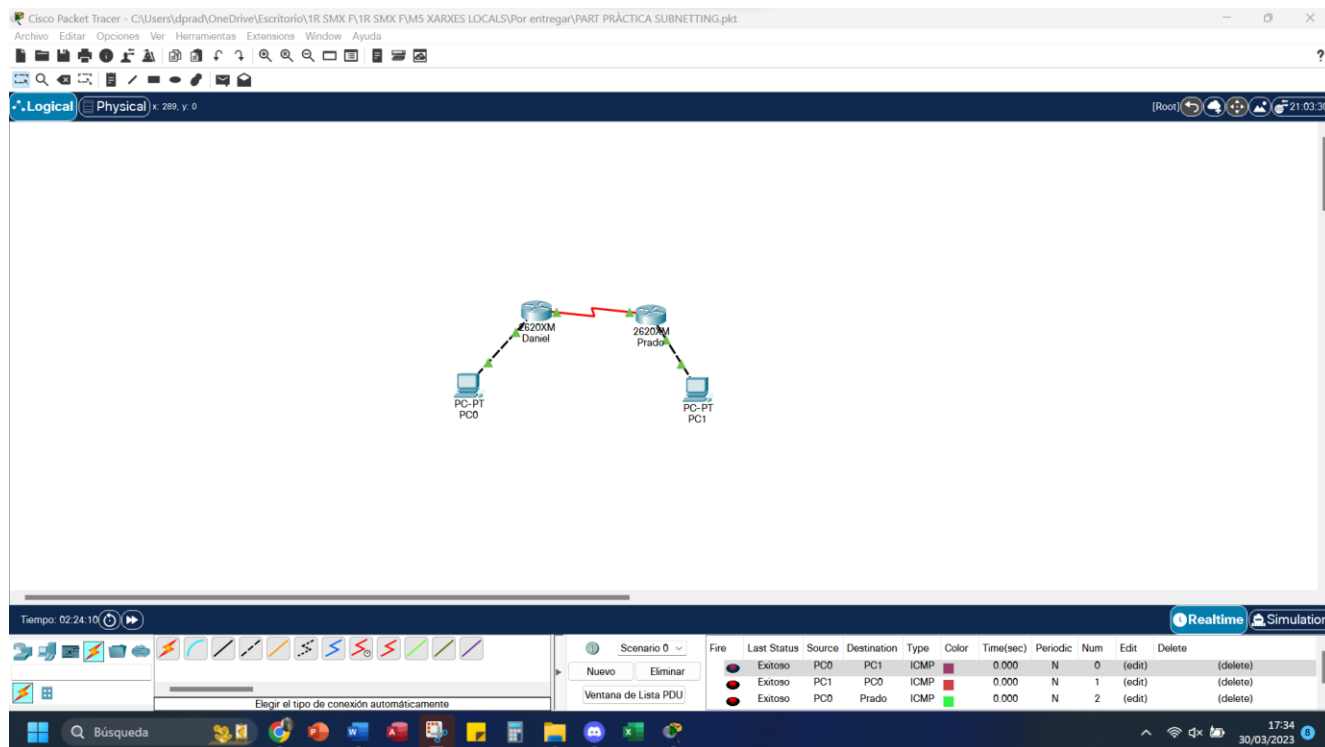 Cisco Packet Tracer - C:\Users\dprad\OneDrive\Escritorio\1R SMX F\1R SMX F\M5 XARXES LOCALS\Por entregar\PART PRÀCTICA SUBNETTING.pkt
Archivo Editar Opciones Ver Herramientas Extensions Window Ayuda
?
Logical Physical x: 289, y: 0 [Root] 21:03:30
2620XM
Daniel
2620XM
Prado
PC-PT
PC0
PC-PT
PC1
Tiempo: 02:24:10 Realtime Simulation
Scenario 0 Fire Last Status Source Destination Type Color Time(sec) Periodic Num Edit Delete
Exitoso PC0 PC1 ICMP 0.000 N 0 (edit) (delete)
Nuevo Eliminar
Exitoso PC1 PC0 ICMP 0.000 N 1 (edit) (delete)
Ventana de Lista PDU
Exitoso PC0 Prado ICMP 0.000 N 2 (edit) (delete)
Elegir el tipo de conexión automáticamente
Búsqueda
17:34
30/03/2023 8